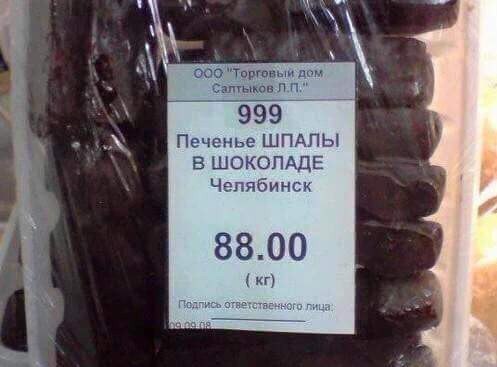 ООО "Торговый дом
Салтыков Л.П."
999
Печенье ШПАЛЫ
В ШОКОЛАДЕ
Челябинск
88.00
( кг)
Подпись ответственного лица:
09.09.08